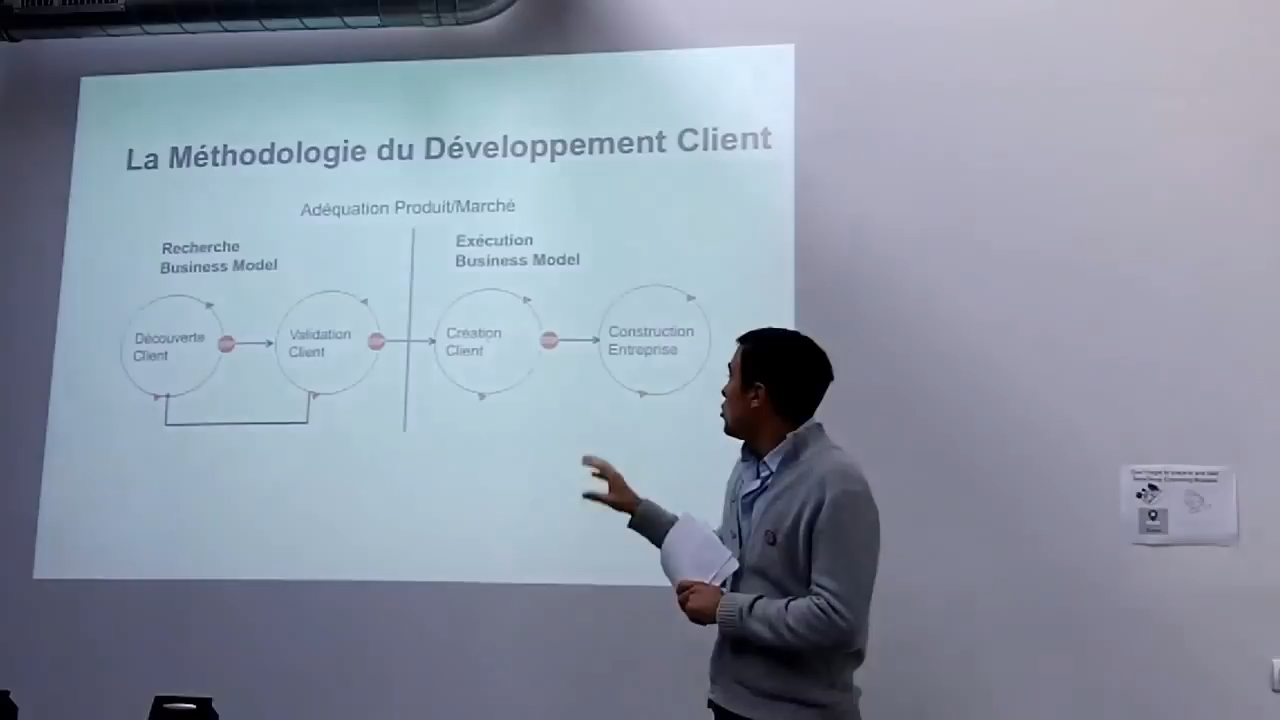 La Méthodologie du Développement Client
Adéquation Produit/Marché
Recherche
Business Model
Exécution
Business Model
Découverte
Client
Validation
Client
Création
Client
Construction
Entreprise